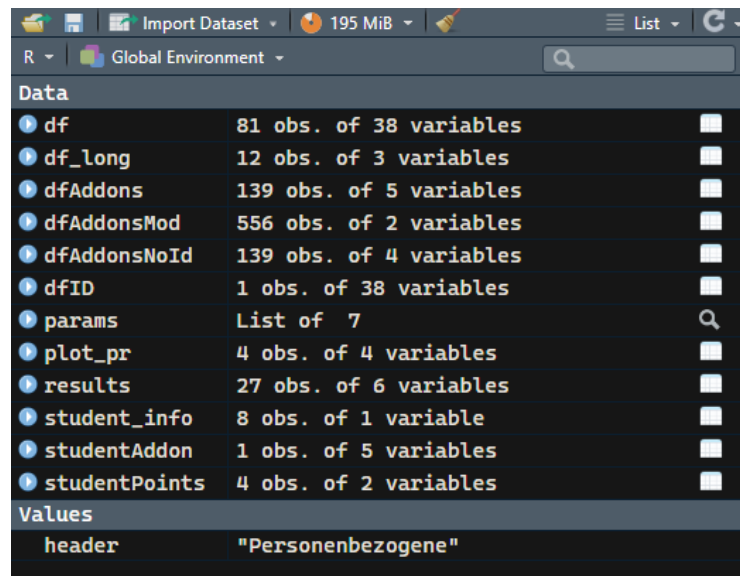 Import Dataset 195 MiB List
R Global Environment
Data
df 81 obs. of 38 variables
df_long 12 obs. of 3 variables
dfAddons 139 obs. of 5 variables
dfAddonsMod 556 obs. of 2 variables
dfAddonsNoId 139 obs. of 4 variables
dfID 1 obs. of 38 variables
params List of 7
plot_pr 4 obs. of 4 variables
results 27 obs. of 6 variables
student_info 8 obs. of 1 variable
studentAddon 1 obs. of 5 variables
studentPoints 4 obs. of 2 variables
Values
header "Personenbezogene"